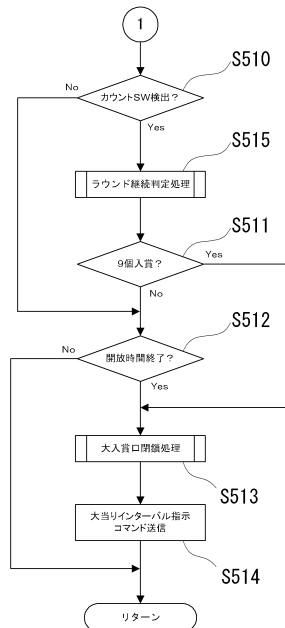 1
S510
No
カウントSW検出？
Yes
S515
ラウンド継続判定処理
S511
Yes
9個入賞？
No
S512
No
開放時間終了？
Yes
大入賞口閉鎖処理
S513
大当りインターバル指示
コマンド送信
S514
リターン